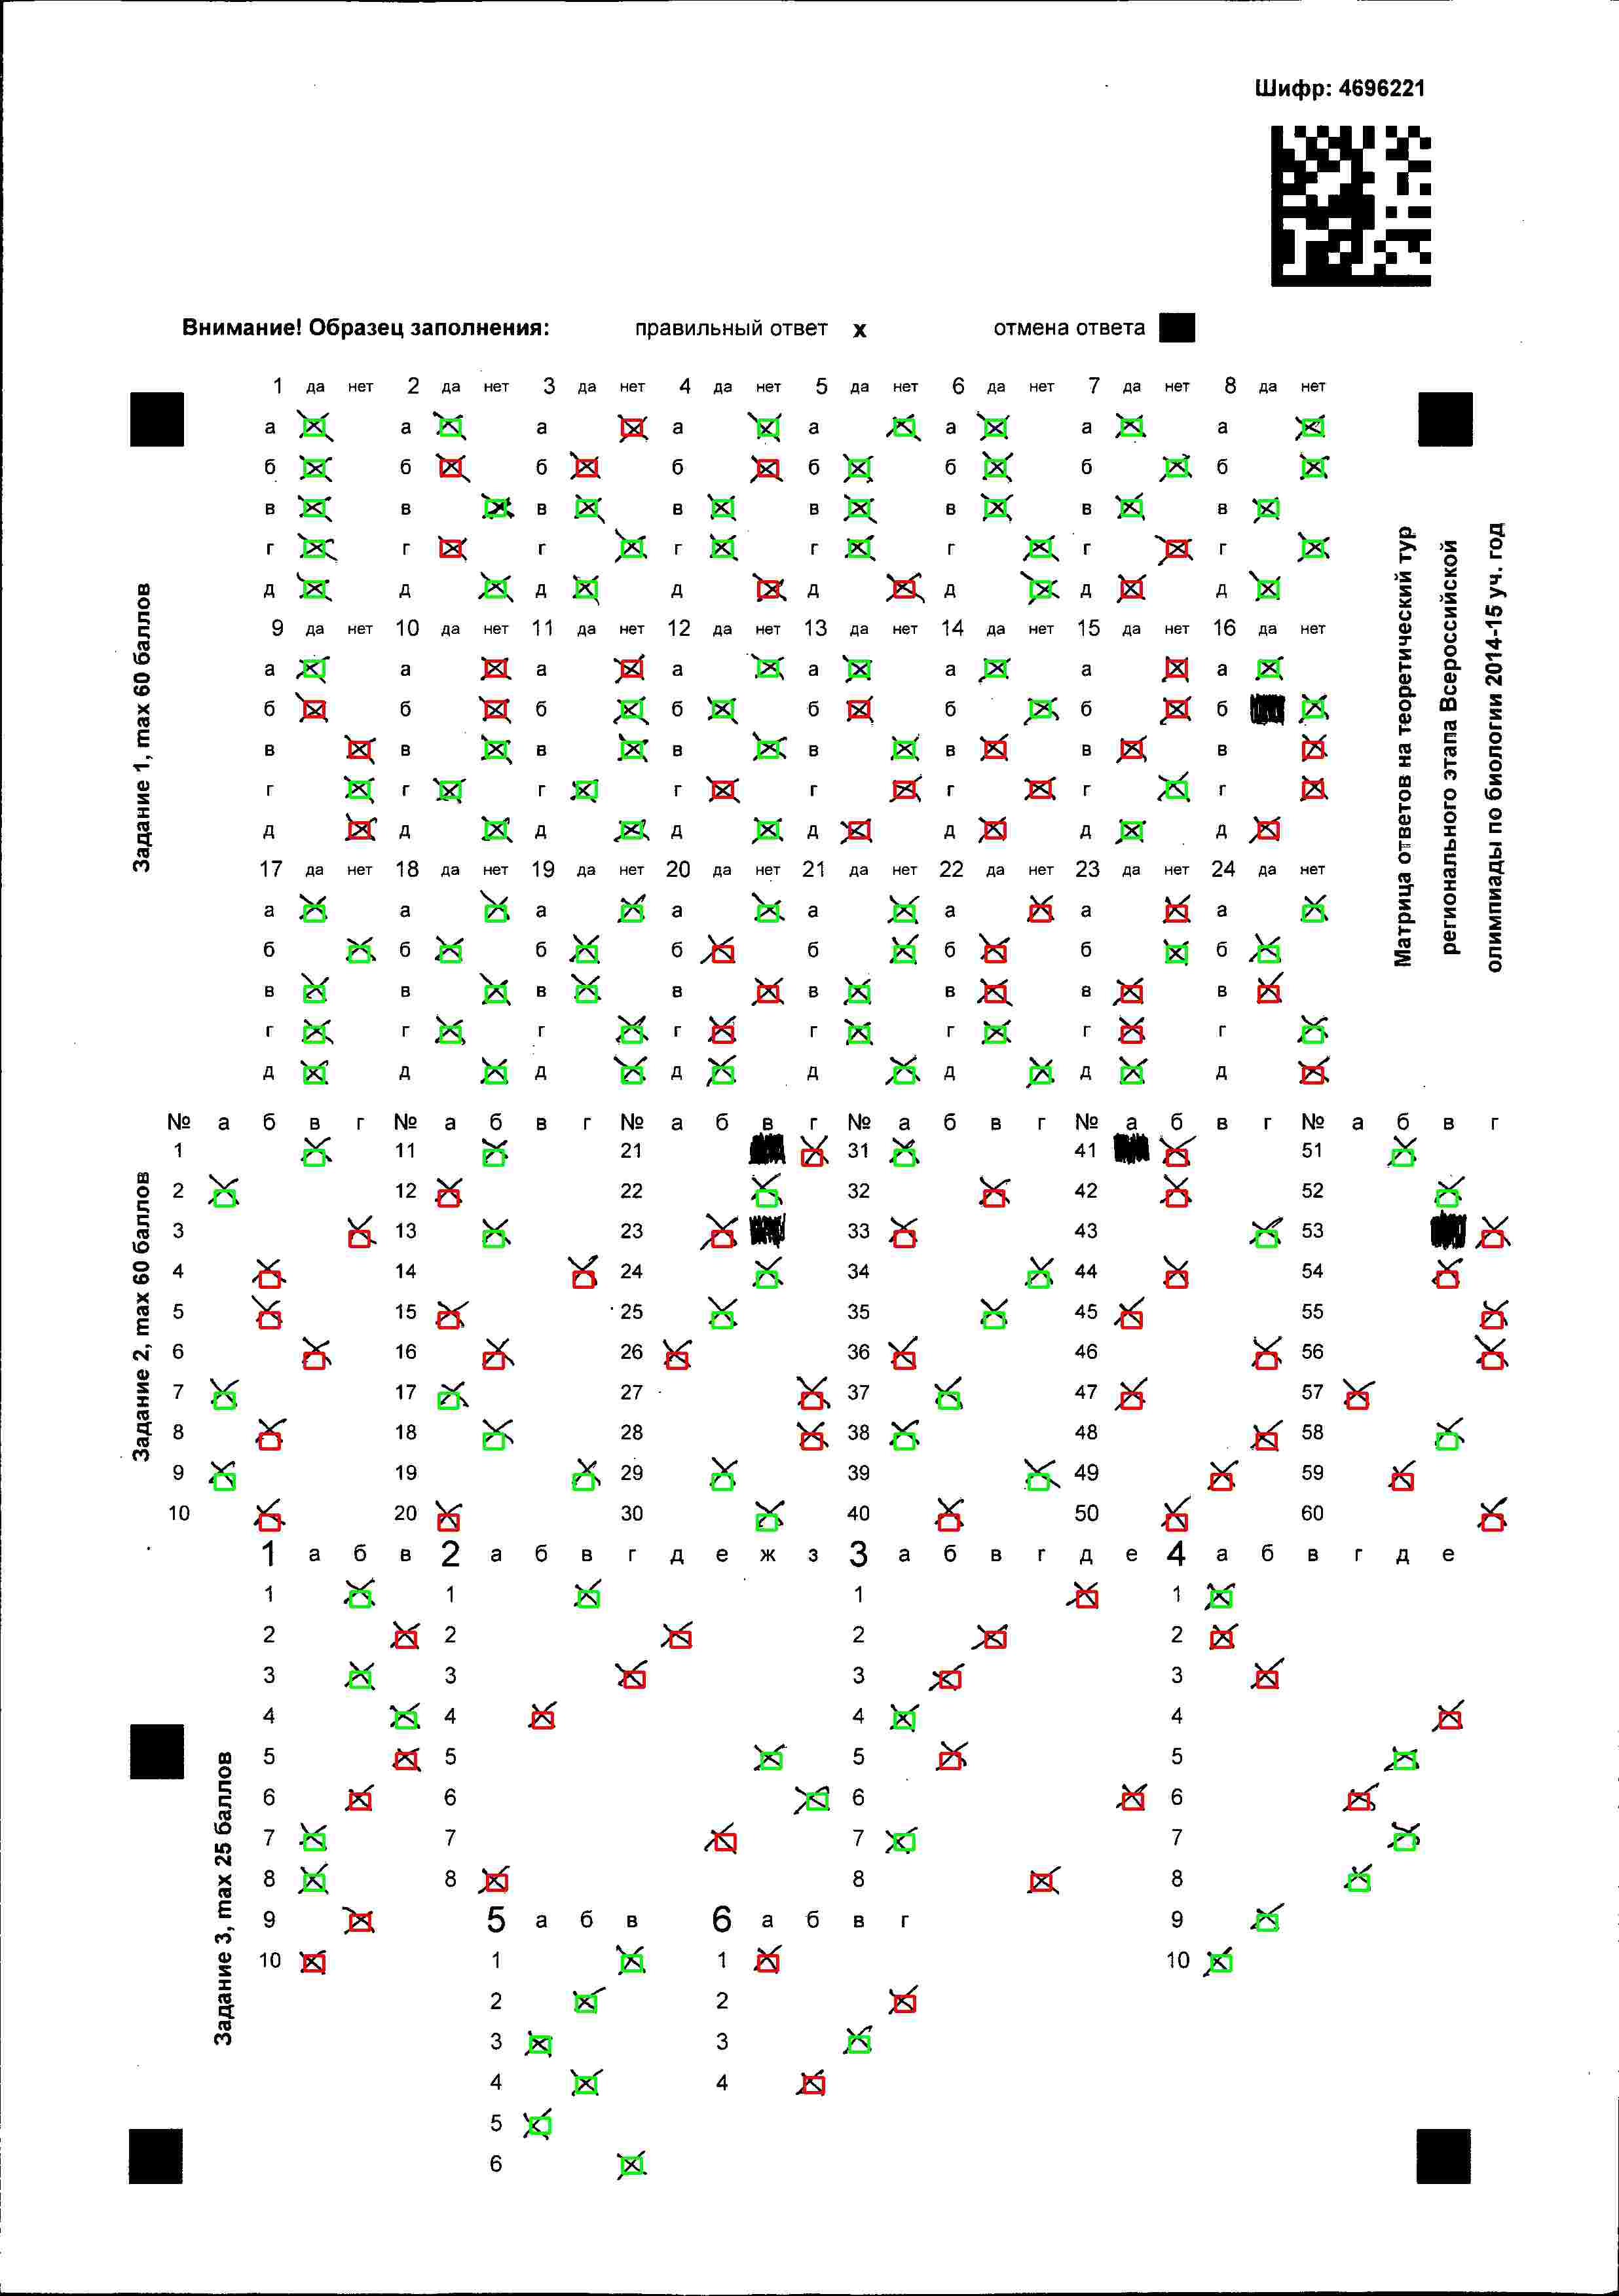 Шифр: 4696221
Внимание! Образец заполнения: правильный ответ x отмена ответа
1 да нет 2 да нет 3 да нет 4 да нет 5 да нет 6 да нет 7 да нет 8 да нет
а а а а а а а а
б б б б б б б б
в в в в в в в в
г г г г г г г г
д д д д д д д д
9 да нет 10 да нет 11 да нет 12 да нет 13 да нет 14 да нет 15 да нет 16 да нет
а а а а а а а а
б б б б б б б б
в в в в в в в в
г г г г г г г г
д д д д д д д д
17 да нет 18 да нет 19 да нет 20 да нет 21 да нет 22 да нет 23 да нет 24 да нет
а а а а а а а а
б б б б б б б б
в в в в в в в в
г г г г г г г г
д д д д д д д д
Задание 1, max 60 баллов
Матрица ответов на теоретический тур
регионального этапа Всероссийской
олимпиады по биологии 2014-15 уч. год
№ а б в г № а б в г № а б в г № а б в г № а б в г № а б в г
1 11 21 31 41 51
2 12 22 32 42 52
3 13 23 33 43 53
4 14 24 34 44 54
5 15 25 35 45 55
6 16 26 36 46 56
7 17 27 37 47 57
8 18 28 38 48 58
9 19 29 39 49 59
10 20 30 40 50 60
Задание 2, max 60 баллов
1 а б в 2 а б в г д е ж з 3 а б в г д е 4 а б в г д е
1 1 1 1
2 2 2 2
3 3 3 3
4 4 4 4
5 5 5 5
6 6 6 6
7 7 7 7
8 8 8 8
9 5 а б в 6 а б в г 9
10 1 1 10
2 2
3 3
4 4
5
6
Задание 3, max 25 баллов